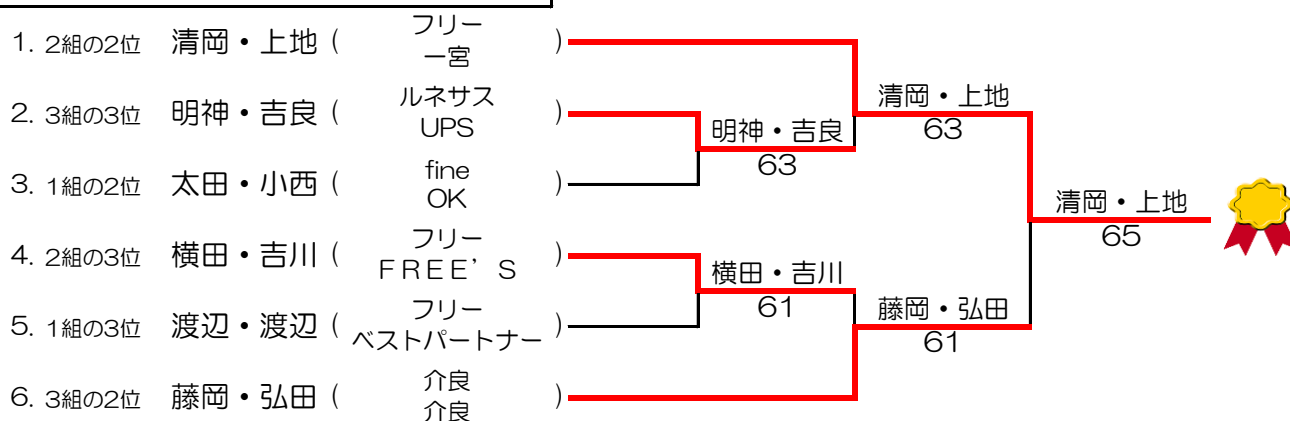 1. 2組の2位 清岡・上地 ( フリー
一宮 )
2. 3組の3位 明神・吉良 ( ルネサス
UPS )
3. 1組の2位 太田・小西 ( fine
OK )
4. 2組の3位 横田・吉川 ( フリー
FREE'S )
5. 1組の3位 渡辺・渡辺 ( フリー
ベストパートナー )
6. 3組の2位 藤岡・弘田 ( 介良
介良 )
明神・吉良
63
横田・吉川
61
清岡・上地
63
藤岡・弘田
61
清岡・上地
65